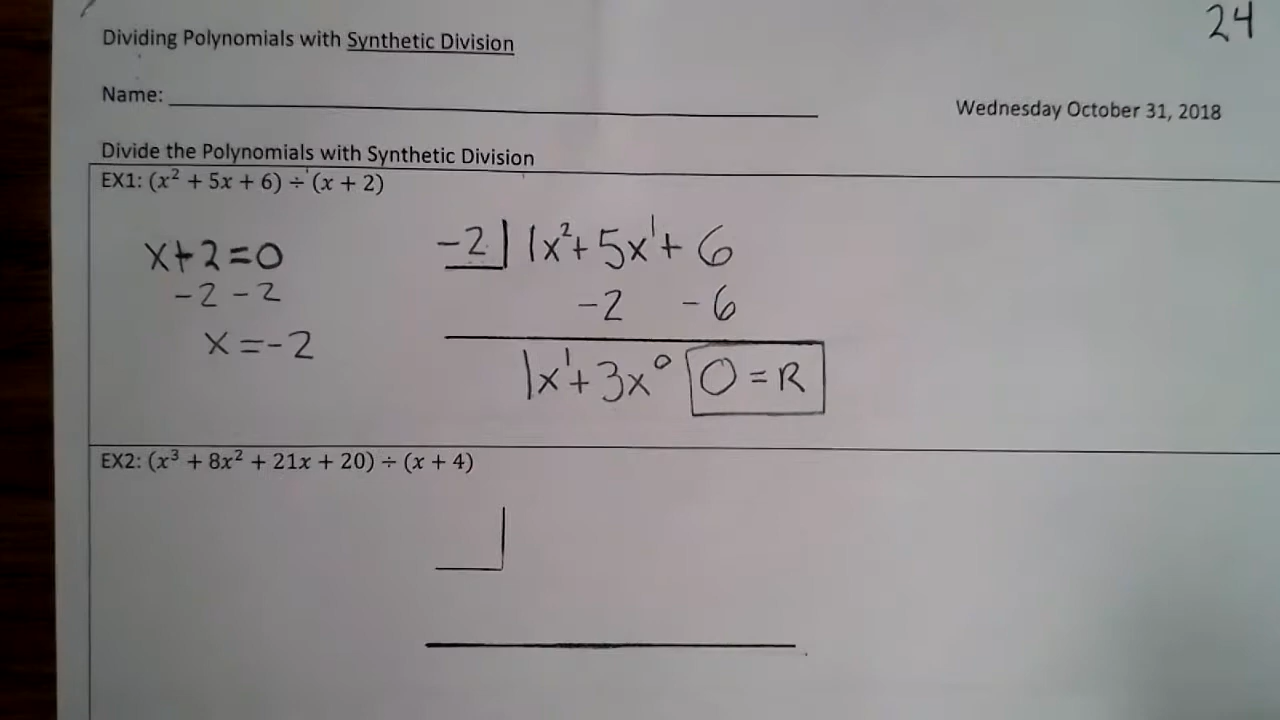 24
Dividing Polynomials with Synthetic Division
Name: ____________________
Wednesday October 31, 2018
Divide the Polynomials with Synthetic Division
EX1: (x² + 5x + 6) ÷ (x + 2)
x+2=0
-2 -2
x=-2
-2 | 1x²+5x¹+ 6
-2 -6
1x¹+3x⁰ 0=R
EX2: (x³ + 8x² + 21x + 20) ÷ (x + 4)